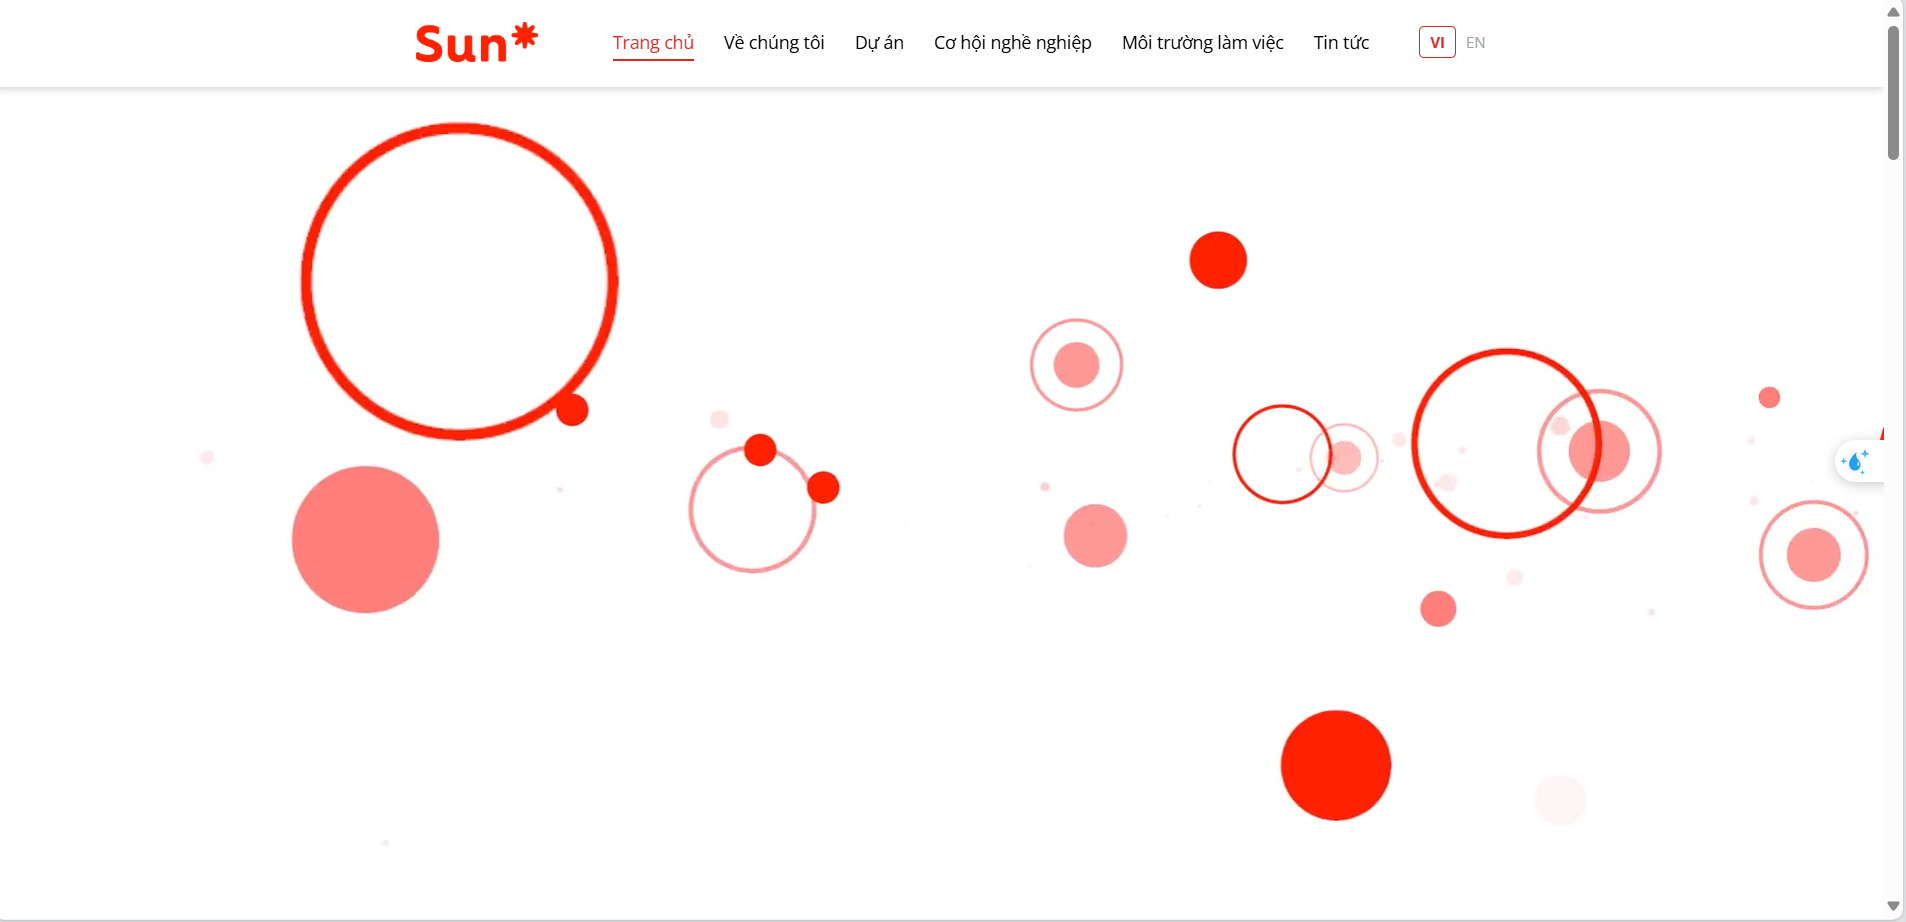 Sun*
Trang chủ
Về chúng tôi
Dự án
Cơ hội nghề nghiệp
Môi trường làm việc
Tin tức
VI
EN